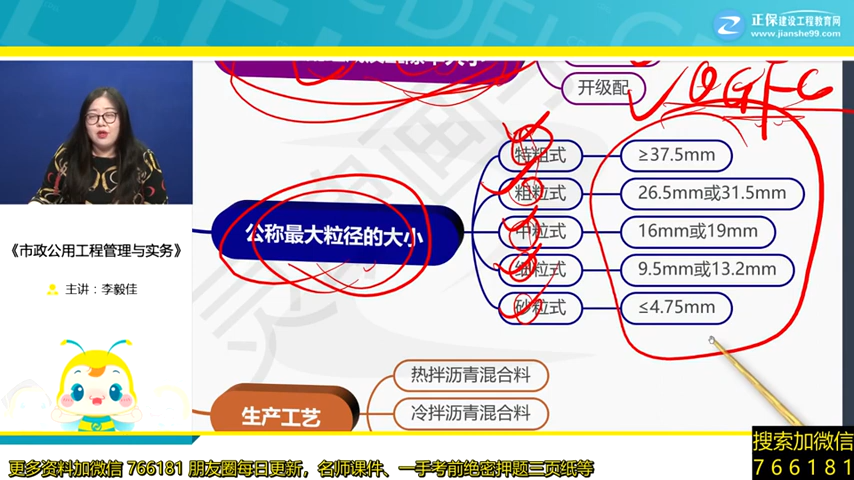 正保建设工程教育网
www.jianshe99.com
开级配
OGFC
特粗式
≥37.5mm
粗粒式
26.5mm或31.5mm
公称最大粒径的大小
中粒式
16mm或19mm
细粒式
9.5mm或13.2mm
砂粒式
≤4.75mm
《市政公用工程管理与实务》
主讲:李毅佳
热拌沥青混合料
生产工艺
冷拌沥青混合料
搜索加微信
766181
更多资料加微信 766181 朋友圈每日更新,名师课件、一手考前绝密押题三页纸等